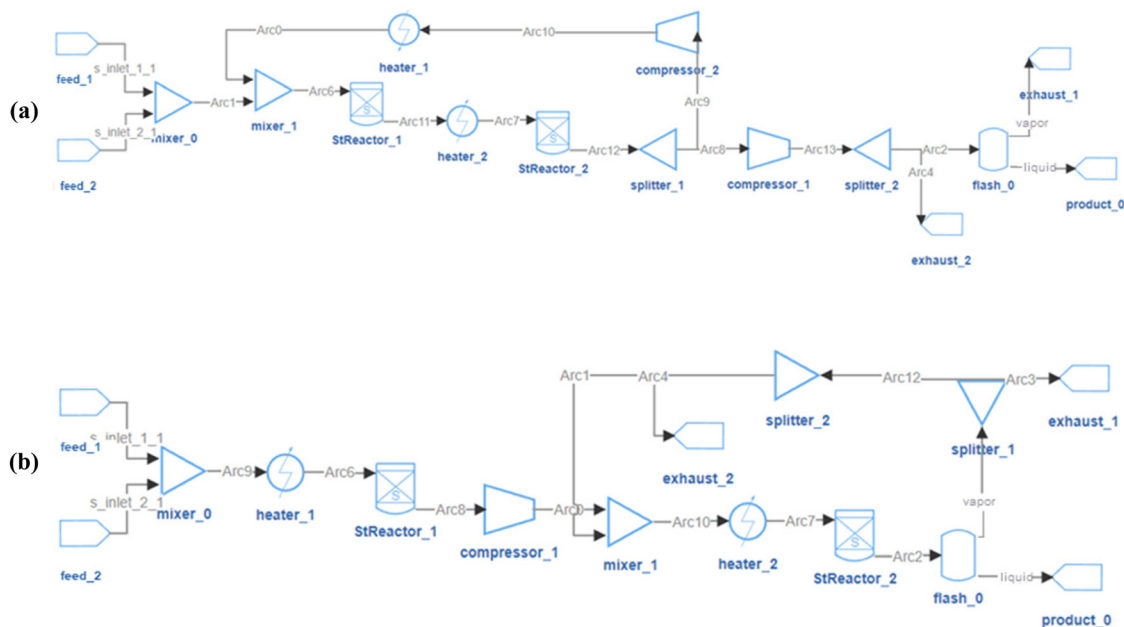 (a)
feed_1
s_inlet_1_1
feed_2
s_inlet_2_1
mixer_0
Arc1
Arc0
mixer_1
Arc6
heater_1
Arc10
StReactor_1
Arc11
heater_2
Arc7
StReactor_2
Arc12
splitter_1
compressor_2
Arc9
Arc8
compressor_1
Arc13
splitter_2
Arc2
Arc4
exhaust_2
flash_0
vapor
exhaust_1
liquid
product_0
(b)
feed_1
s_inlet_1_1
feed_2
s_inlet_2_1
mixer_0
Arc9
heater_1
Arc6
StReactor_1
Arc8
compressor_1
Arc0
Arc1
Arc4
exhaust_2
splitter_2
Arc12
Arc3
exhaust_1
splitter_1
mixer_1
Arc10
heater_2
Arc7
StReactor_2
Arc2
flash_0
vapor
liquid
product_0